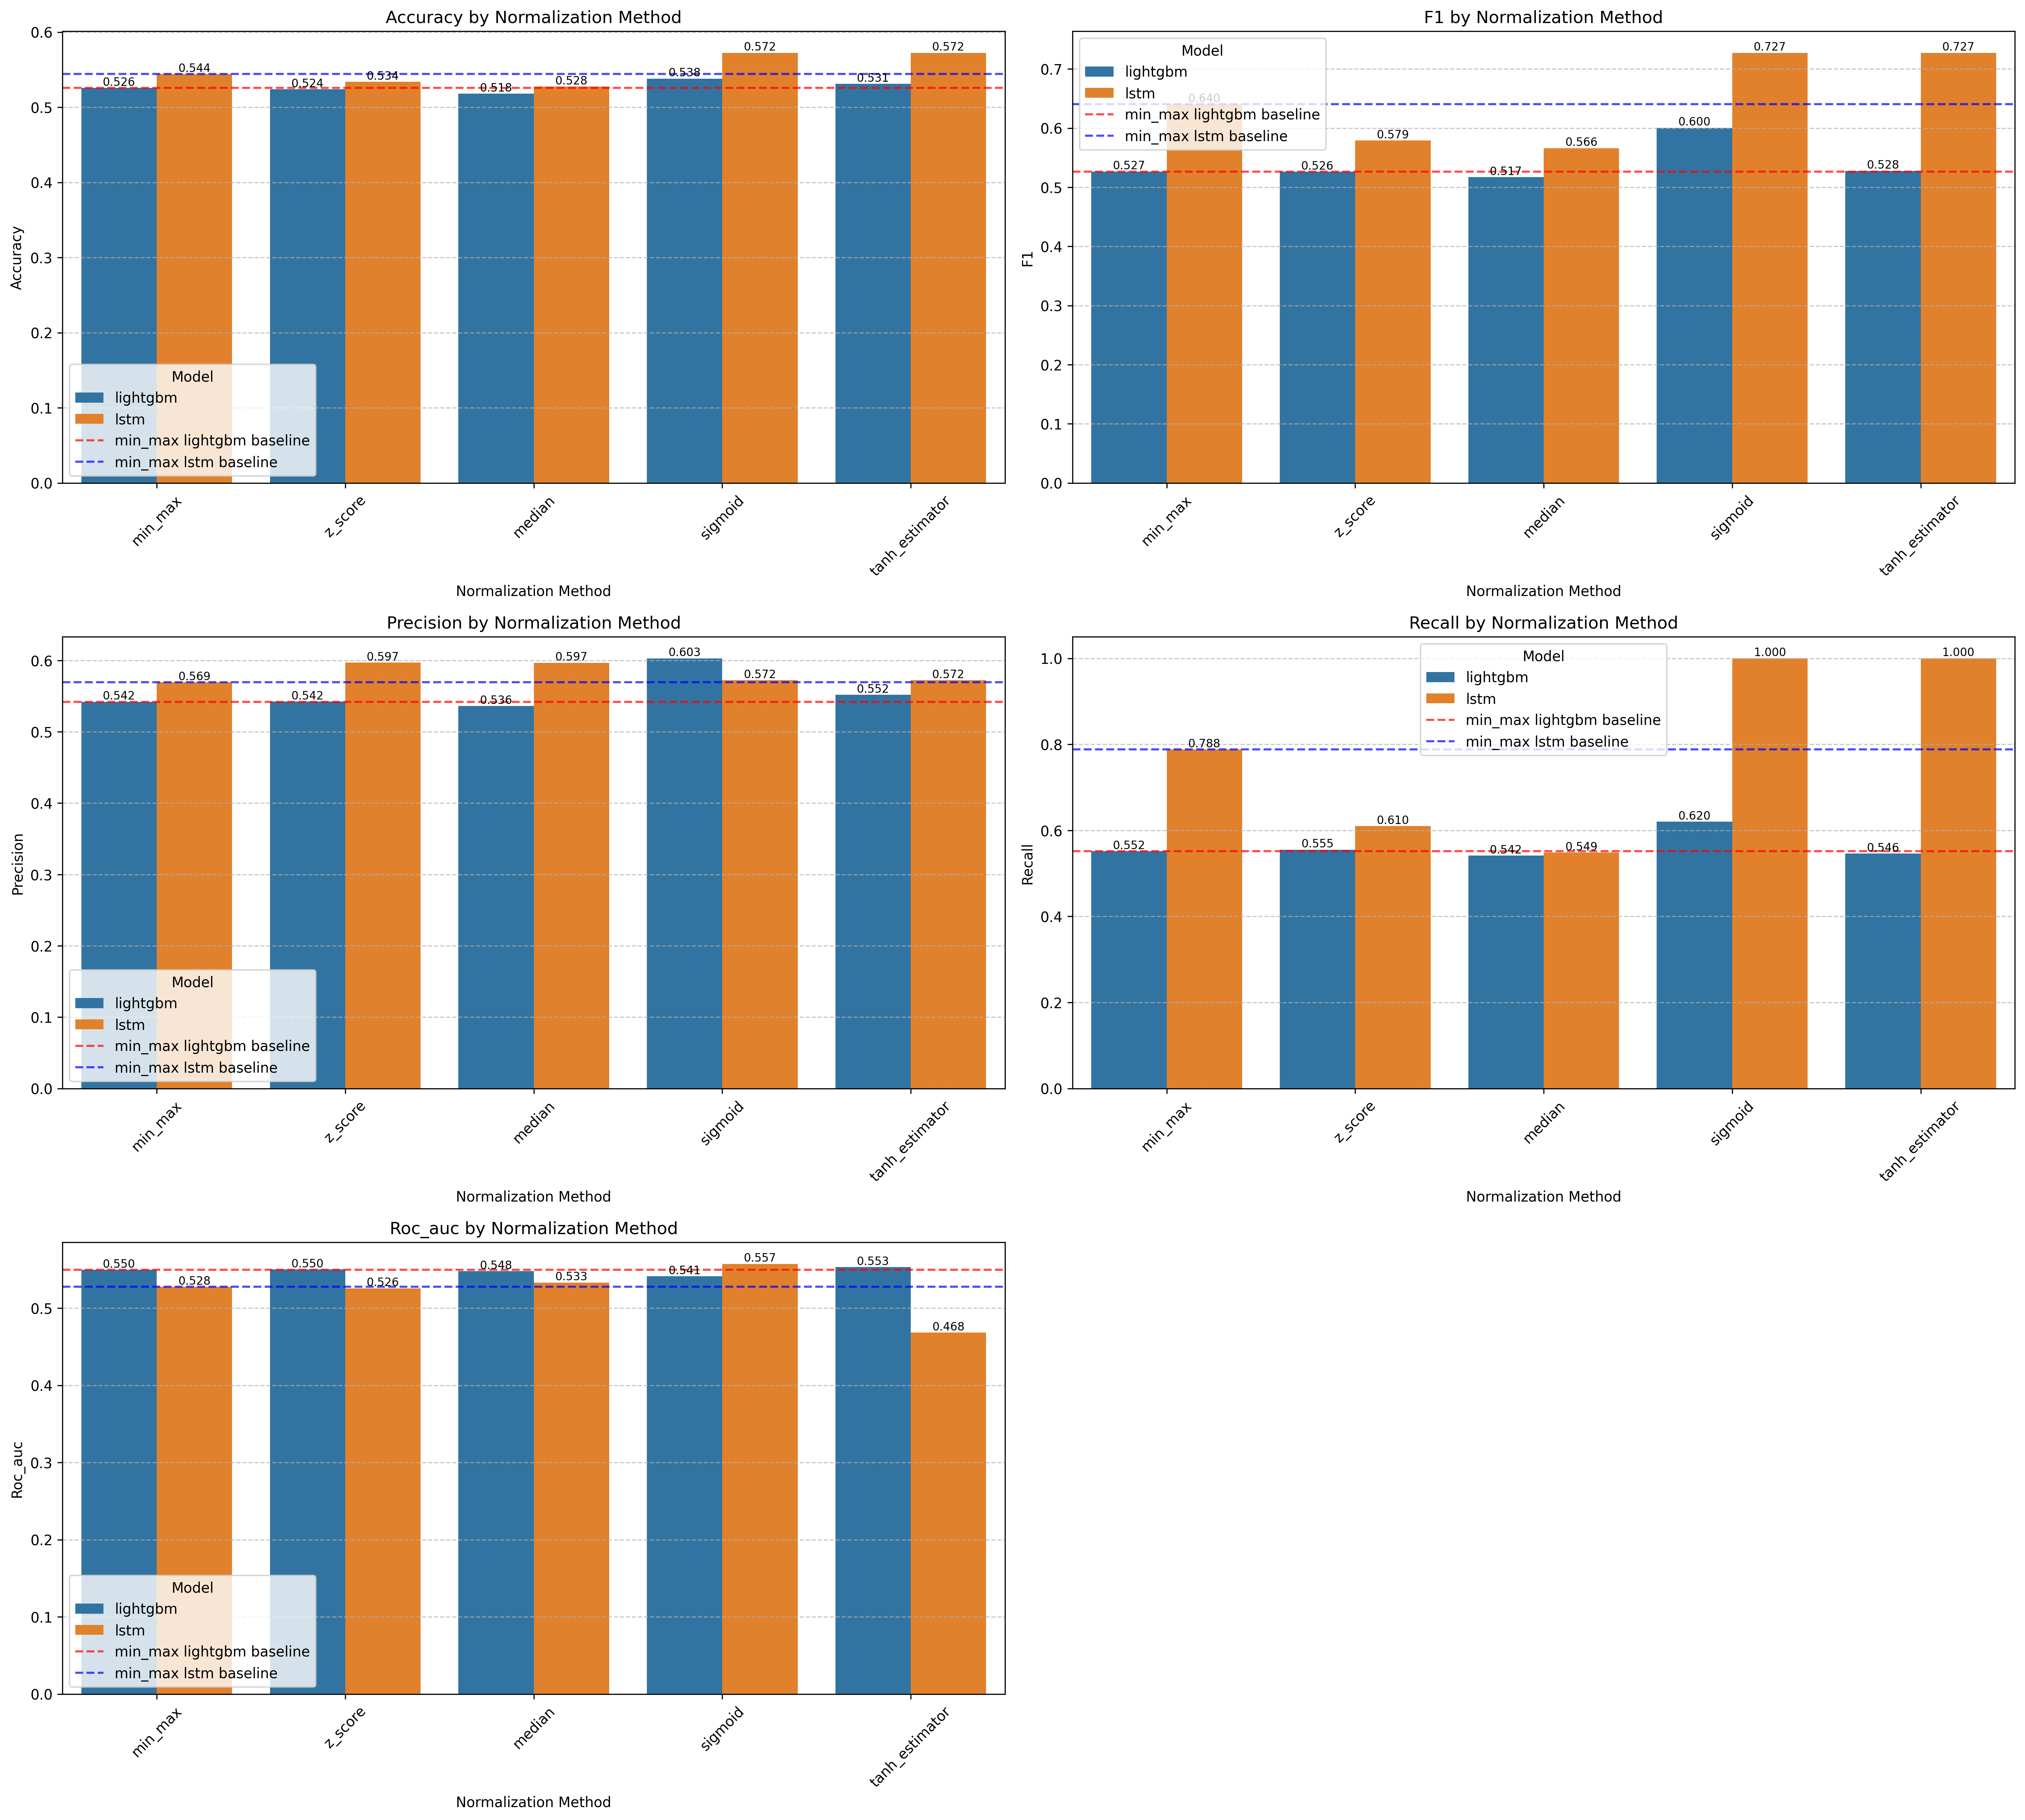 Accuracy by Normalization Method
Accuracy
0.6
0.5
0.4
0.3
0.2
0.1
0.0
0.526
0.544
0.524
0.534
0.518
0.528
0.538
0.572
0.531
0.572
Model
lightgbm
lstm
min_max lightgbm baseline
min_max lstm baseline
min_max
z_score
median
sigmoid
tanh_estimator
Normalization Method
F1 by Normalization Method
F1
0.7
0.6
0.5
0.4
0.3
0.2
0.1
0.0
Model
lightgbm
lstm
min_max lightgbm baseline
min_max lstm baseline
0.527
0.640
0.526
0.579
0.517
0.566
0.600
0.727
0.528
0.727
min_max
z_score
median
sigmoid
tanh_estimator
Normalization Method
Precision by Normalization Method
Precision
0.6
0.5
0.4
0.3
0.2
0.1
0.0
0.542
0.569
0.542
0.597
0.536
0.597
0.603
0.572
0.552
0.572
Model
lightgbm
lstm
min_max lightgbm baseline
min_max lstm baseline
min_max
z_score
median
sigmoid
tanh_estimator
Normalization Method
Recall by Normalization Method
Recall
1.0
0.8
0.6
0.4
0.2
0.0
Model
lightgbm
lstm
min_max lightgbm baseline
min_max lstm baseline
0.552
0.788
0.555
0.610
0.542
0.549
0.620
1.000
0.546
1.000
min_max
z_score
median
sigmoid
tanh_estimator
Normalization Method
Roc_auc by Normalization Method
Roc_auc
0.5
0.4
0.3
0.2
0.1
0.0
0.550
0.528
0.550
0.526
0.548
0.533
0.541
0.557
0.553
0.468
Model
lightgbm
lstm
min_max lightgbm baseline
min_max lstm baseline
min_max
z_score
median
sigmoid
tanh_estimator
Normalization Method